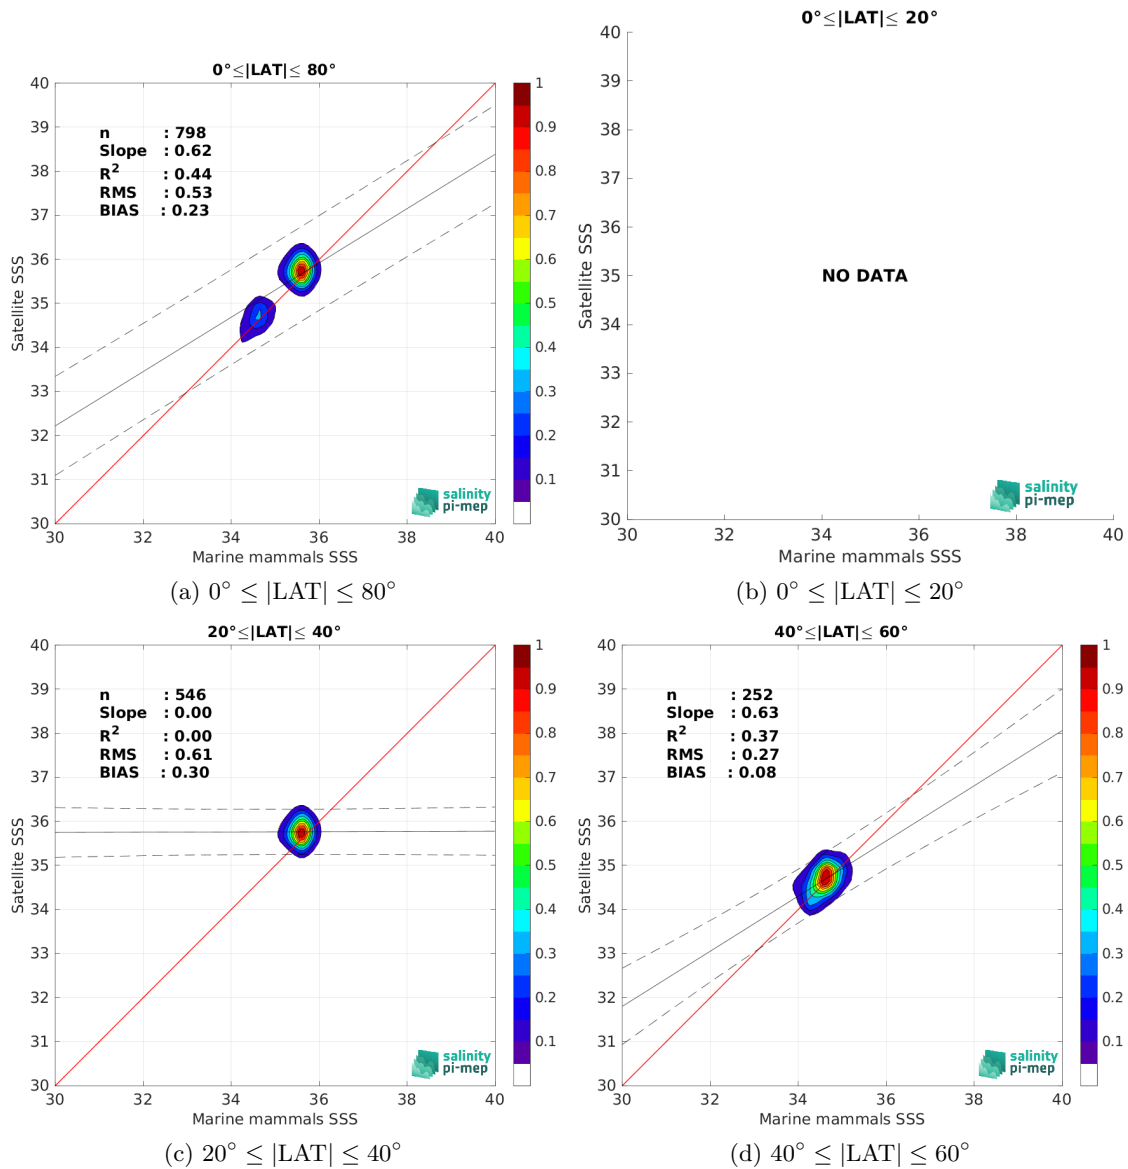 0°≤|LAT|≤ 80°
40
39
38
37
36
35
34
33
32
31
30
Satellite SSS
n : 798
Slope : 0.62
R² : 0.44
RMS : 0.53
BIAS : 0.23
1
0.9
0.8
0.7
0.6
0.5
0.4
0.3
0.2
0.1
salinity
pi-mep
30 32 34 36 38 40
Marine mammals SSS
(a) 0° ≤ |LAT| ≤ 80°
0°≤|LAT|≤ 20°
40
39
38
37
36
35
34
33
32
31
30
Satellite SSS
NO DATA
salinity
pi-mep
30 32 34 36 38 40
Marine mammals SSS
(b) 0° ≤ |LAT| ≤ 20°
20°≤|LAT|≤ 40°
40
39
38
37
36
35
34
33
32
31
30
Satellite SSS
n : 546
Slope : 0.00
R² : 0.00
RMS : 0.61
BIAS : 0.30
1
0.9
0.8
0.7
0.6
0.5
0.4
0.3
0.2
0.1
salinity
pi-mep
30 32 34 36 38 40
Marine mammals SSS
(c) 20° ≤ |LAT| ≤ 40°
40°≤|LAT|≤ 60°
40
39
38
37
36
35
34
33
32
31
30
Satellite SSS
n : 252
Slope : 0.63
R² : 0.37
RMS : 0.27
BIAS : 0.08
1
0.9
0.8
0.7
0.6
0.5
0.4
0.3
0.2
0.1
salinity
pi-mep
30 32 34 36 38 40
Marine mammals SSS
(d) 40° ≤ |LAT| ≤ 60°